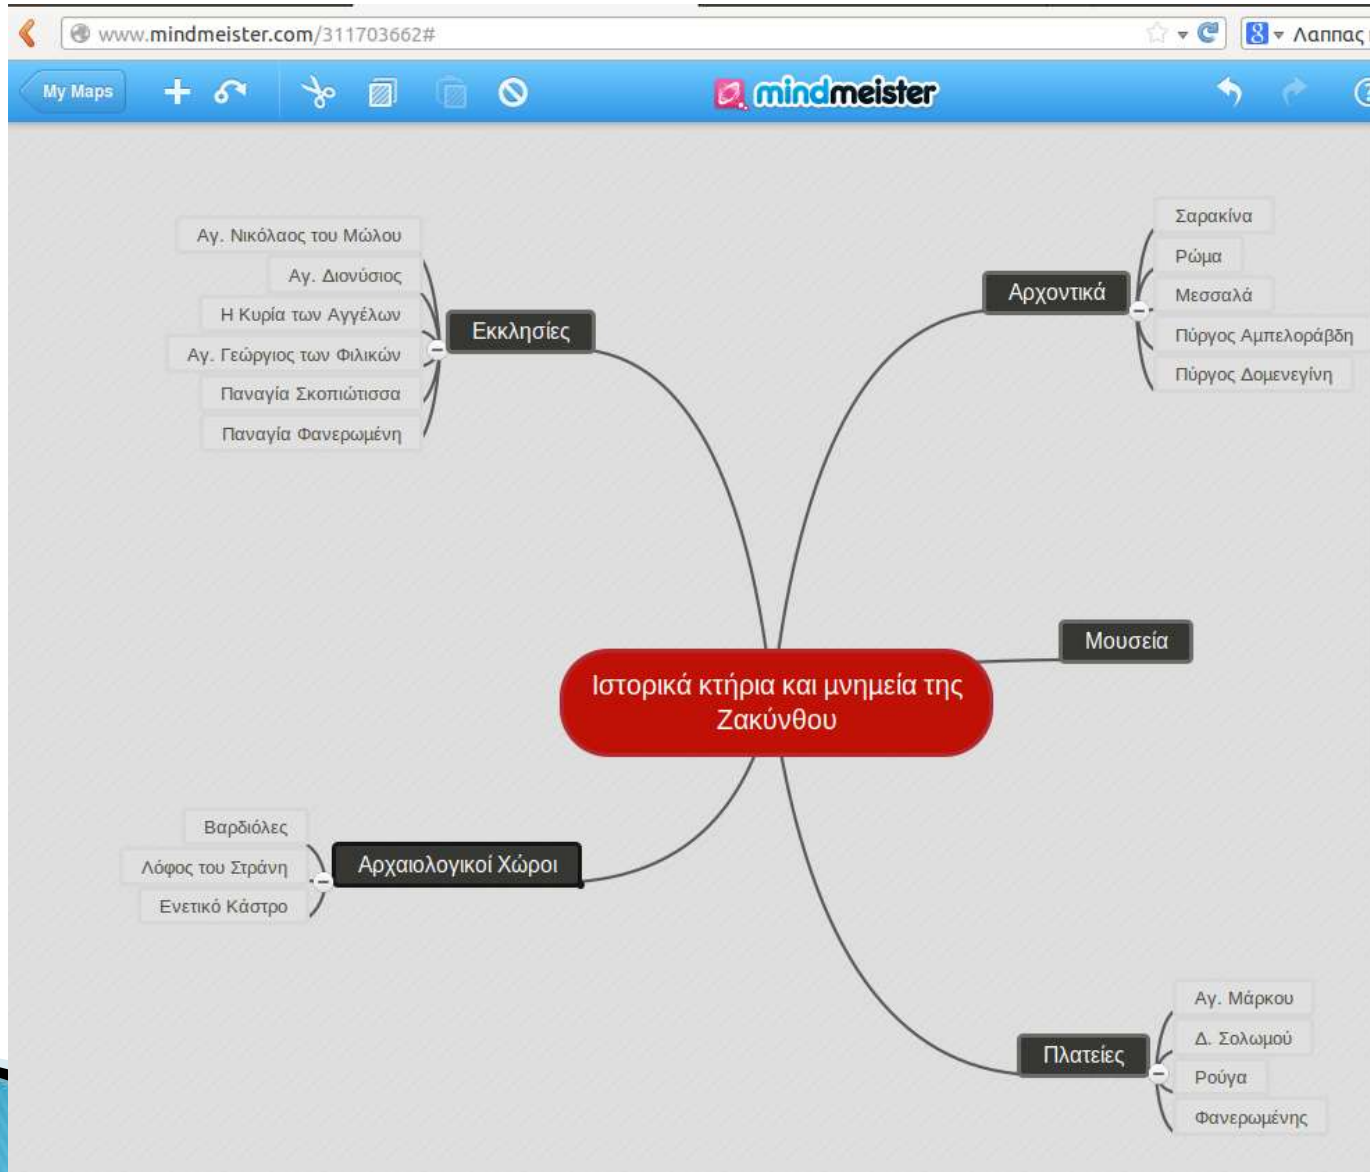 www.mindmeister.com/311703662#
Λαππας
My Maps
mindmeister
Αγ. Νικόλαος του Μώλου
Αγ. Διονύσιος
Η Κυρία των Αγγέλων
Αγ. Γεώργιος των Φιλικών
Παναγία Σκοπιώτισσα
Παναγία Φανερωμένη
Εκκλησίες
Αρχοντικά
Σαρακίνα
Ρώμα
Μεσσαλά
Πύργος Αμπελοράβδη
Πύργος Δομενεγίνη
Μουσεία
Ιστορικά κτήρια και μνημεία της
Ζακύνθου
Βαρδιόλες
Λόφος του Στράνη
Ενετικό Κάστρο
Αρχαιολογικοί Χώροι
Πλατείες
Αγ. Μάρκου
Δ. Σολωμού
Ρούγα
Φανερωμένης